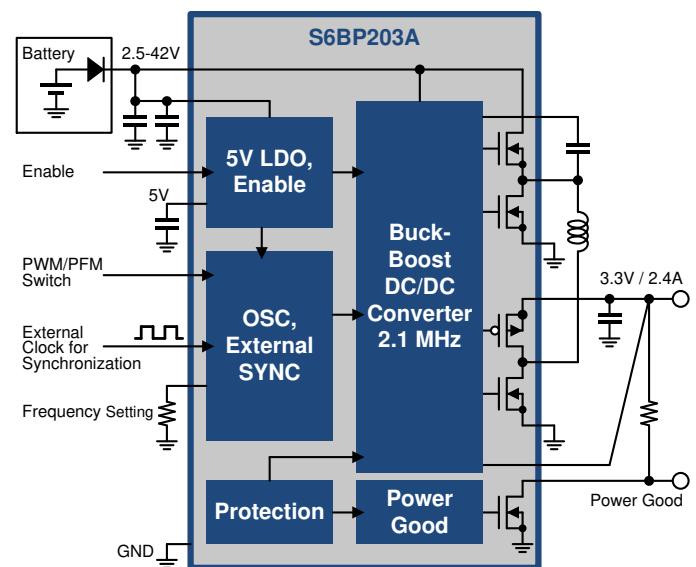 S6BP203A
Battery
2.5-42V
5V LDO,
Enable
Enable
5V
Buck-
Boost
DC/DC
Converter
2.1 MHz
PWM/PFM
Switch
OSC,
External
SYNC
External
Clock for
Synchronization
3.3V / 2.4A
Frequency Setting
Protection
Power
Good
Power Good
GND